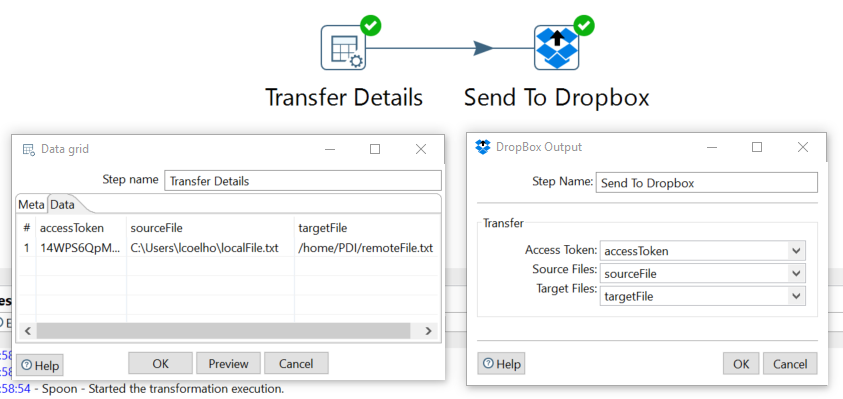 Transfer Details
Send To Dropbox
Data grid
Step name Transfer Details
Meta Data
# accessToken sourceFile targetFile
1 14WPS6QpM... C:\Users\lcoelho\localFile.txt /home/PDI/remoteFile.txt
Help OK Preview Cancel
DropBox Output
Step Name: Send To Dropbox
Transfer
Access Token: accessToken
Source Files: sourceFile
Target Files: targetFile
Help OK Cancel
es
:58
:58
:58:54 - Spoon - Started the transformation execution.